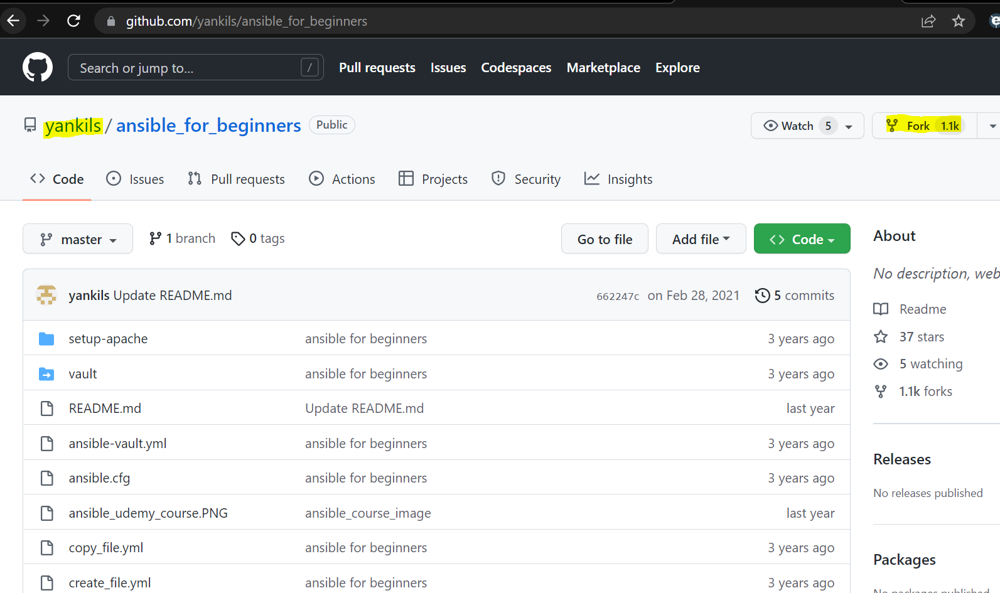 github.com/yankils/ansible_for_beginners
Search or jump to... /
Pull requests Issues Codespaces Marketplace Explore
yankils / ansible_for_beginners Public
Watch 5 Fork 1.1k
Code Issues Pull requests Actions Projects Security Insights
master 1 branch 0 tags Go to file Add file Code
yankils Update README.md 662247c on Feb 28, 2021 5 commits
setup-apache ansible for beginners 3 years ago
vault ansible for beginners 3 years ago
README.md Update README.md last year
ansible-vault.yml ansible for beginners 3 years ago
ansible.cfg ansible for beginners 3 years ago
ansible_udemy_course.PNG ansible_course_image last year
copy_file.yml ansible for beginners 3 years ago
create_file.yml ansible for beginners 3 years ago
About
No description, web
Readme
37 stars
5 watching
1.1k forks
Releases
No releases published
Packages
No packages published